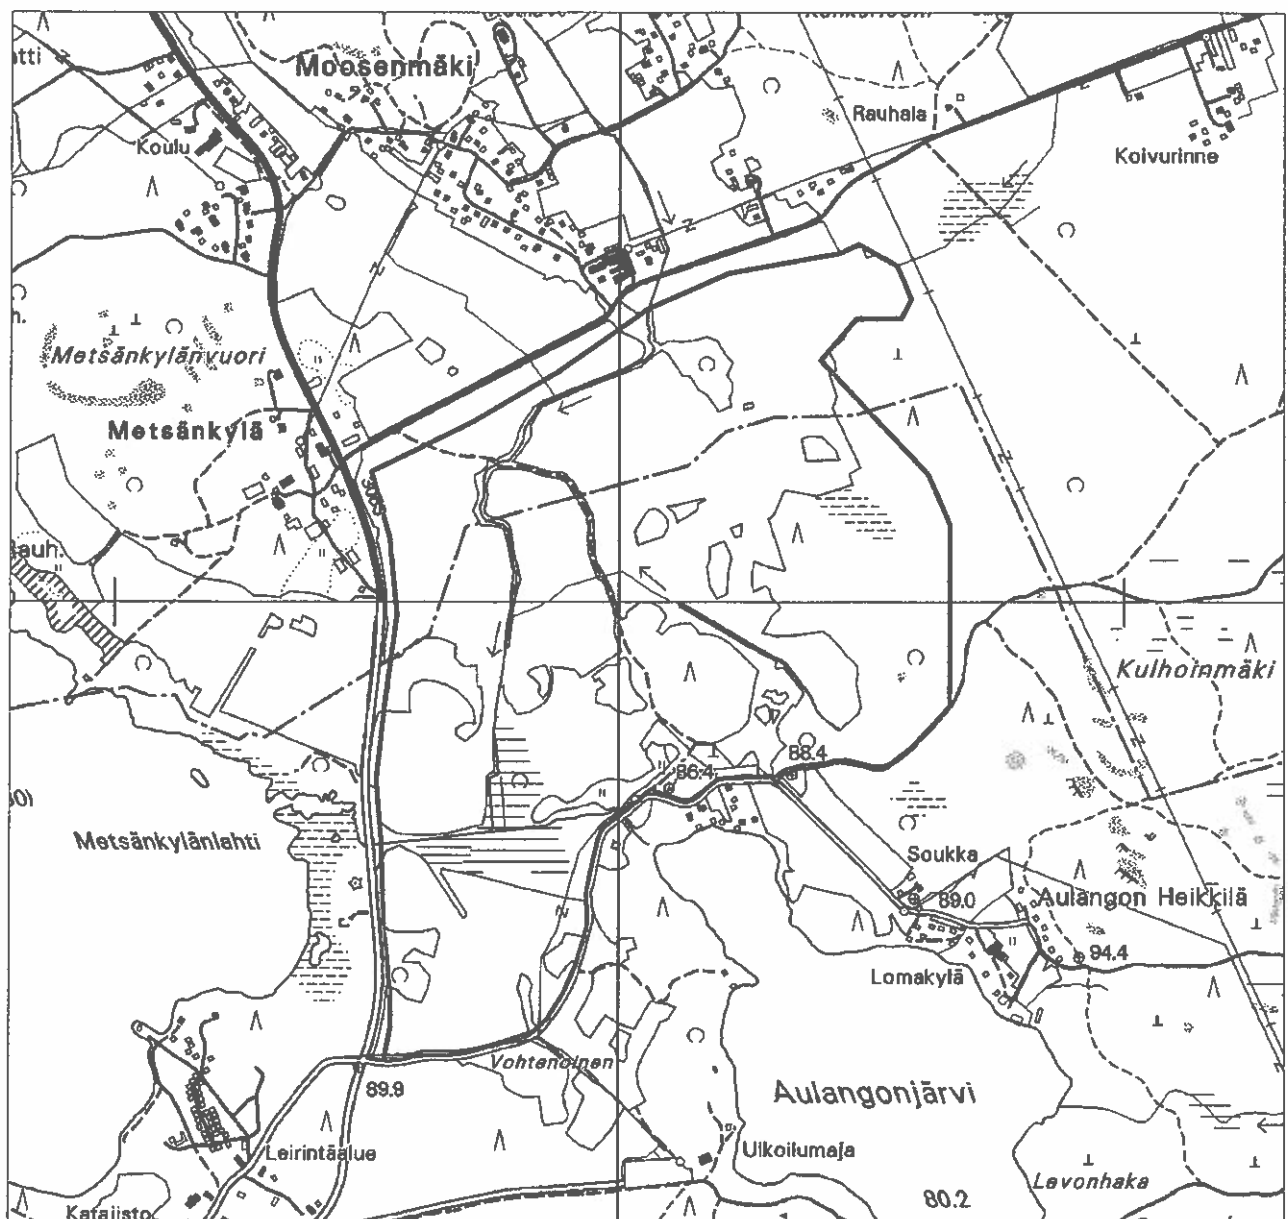 Moosenmäki
Rauhala
Koulu
Koivurinne
Metsänkylänvuori
Metsänkylä
3055
Kulhoinmäki
88.4
86.4
Metsänkylänlahti
Soukka
89.0
Aulangon Heikkilä
94.4
Lomakylä
Vohtenoinen
89.9
Aulangonjärvi
Leirintäalue
Ulkoilumaja
Levonhaka
80.2
Katajisto